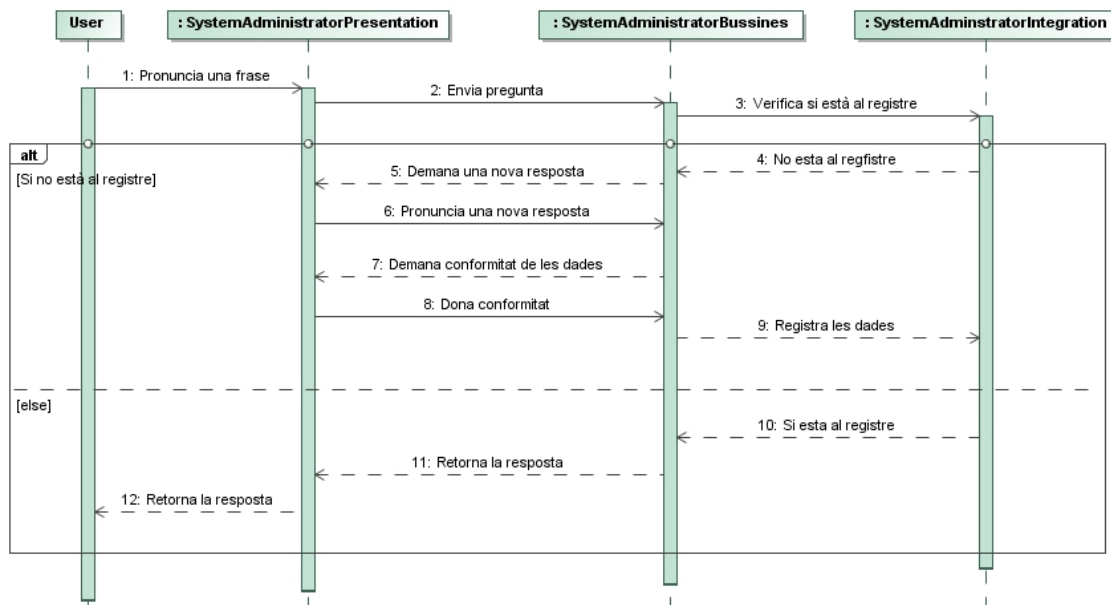 User
: SystemAdministratorPresentation
: SystemAdministratorBussines
: SystemAdminstratorIntegration
1: Pronuncia una frase
2: Envia pregunta
3: Verifica si està al registre
alt
[Si no està al registre]
4: No esta al regfistre
5: Demana una nova resposta
6: Pronuncia una nova resposta
7: Demana conformitat de les dades
8: Dona conformitat
9: Registra les dades
[else]
10: Si esta al registre
11: Retorna la resposta
12: Retorna la resposta